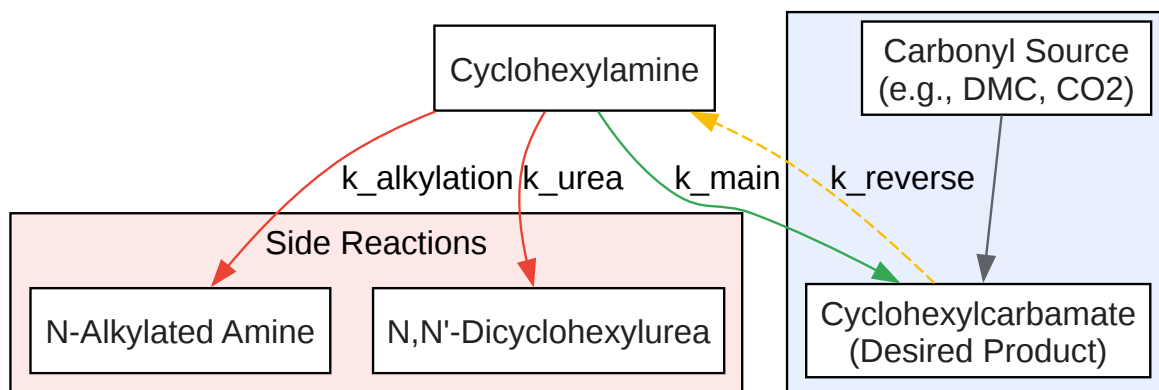 Cyclohexylamine
Carbonyl Source
(e.g., DMC, CO2)
k_alkylation
k_urea
k_main
k_reverse
Side Reactions
N-Alkylated Amine
N,N'-Dicyclohexylurea
Cyclohexylcarbamate
(Desired Product)